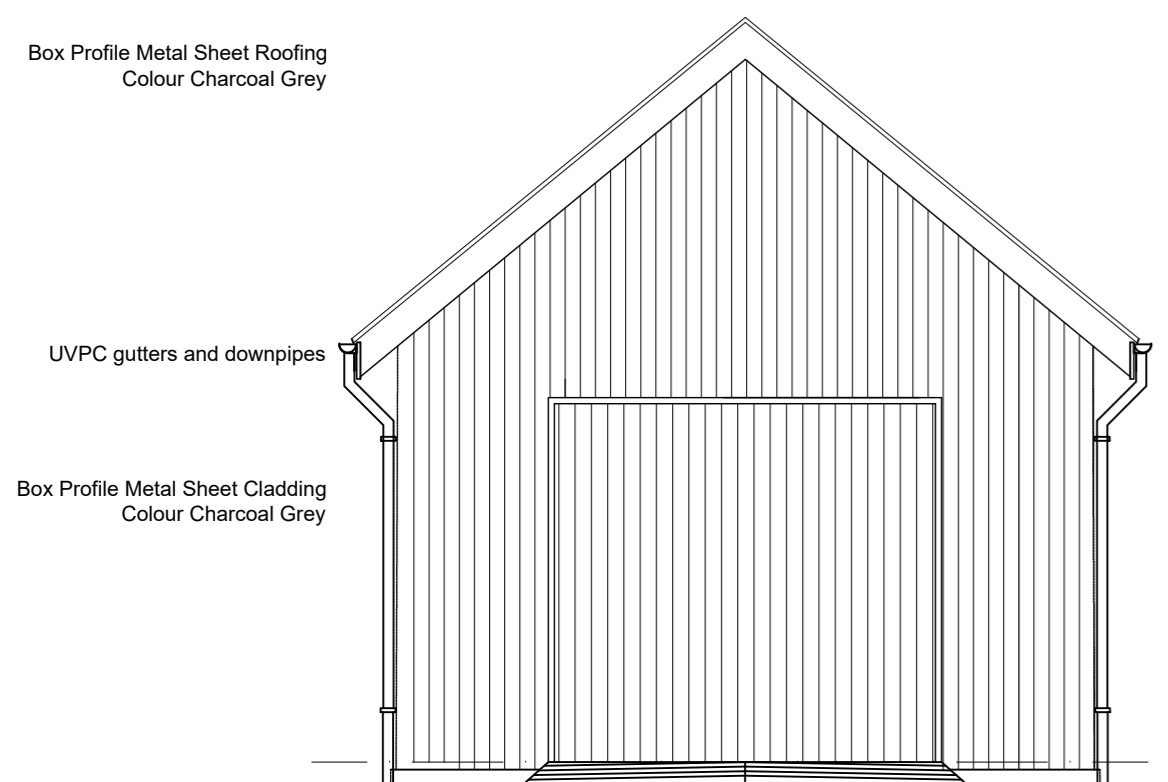 Box Profile Metal Sheet Roofing
Colour Charcoal Grey
UVPC gutters and downpipes
Box Profile Metal Sheet Cladding
Colour Charcoal Grey